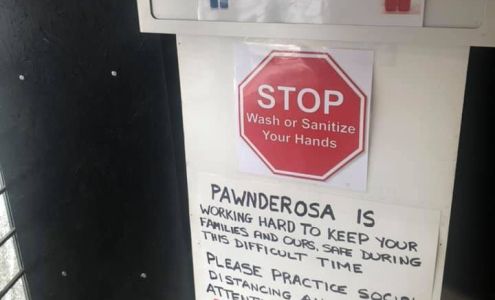 STOP
Wash or Sanitize
Your Hands
PAWNDEROSA IS
WORKING HARD TO KEEP YOUR
FAMILIES AND OURS, SAFE DURING
THIS DIFFICULT TIME
PLEASE PRACTICE
DISTANCING